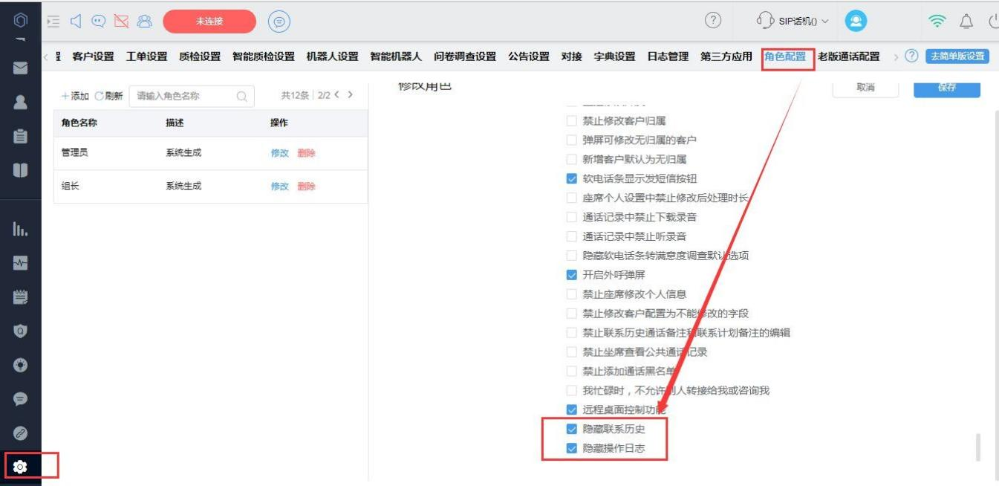 未连接
SIP话机()
客户设置 工单设置 质检设置 智能质检设置 机器人设置 智能机器人 问卷调查设置 公告设置 对接 字典设置 日志管理 第三方应用 角色配置 老版通话配置 去简单版设置
添加 刷新 请输入角色名称 共12条 2/2
修改角色 取消 保存
角色名称 描述 操作
管理员 系统生成 修改 删除
组长 系统生成 修改 删除
禁止修改客户归属
弹屏可修改无归属的客户
新增客户默认为无归属
软电话条显示发短信按钮
座席个人设置中禁止修改后处理时长
通话记录中禁止下载录音
通话记录中禁止听录音
隐藏软电话条转满意度调查默认选项
开启外呼弹屏
禁止座席修改个人信息
禁止修改客户配置为不能修改的字段
禁止联系历史通话备注和联系计划备注的编辑
禁止坐席查看公共通话记录
禁止添加通话黑名单
我忙碌时，不允许别人转接给我或咨询我
远程桌面控制功能
隐藏联系历史
隐藏操作日志